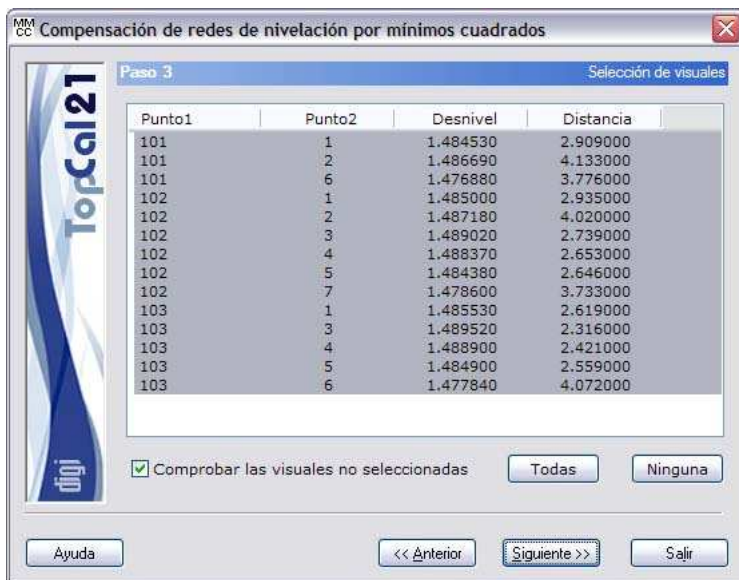 MM CC Compensación de redes de nivelación por mínimos cuadrados
TopCal21
digi
Paso 3 Selección de visuales
Punto1 Punto2 Desnivel Distancia
101 1 1.484530 2.909000
101 2 1.486690 4.133000
101 6 1.476880 3.776000
102 1 1.485000 2.935000
102 2 1.487180 4.020000
102 3 1.489020 2.739000
102 4 1.488370 2.653000
102 5 1.484380 2.646000
102 7 1.478600 3.733000
103 1 1.485530 2.619000
103 3 1.489520 2.316000
103 4 1.488900 2.421000
103 5 1.484900 2.559000
103 6 1.477840 4.072000
Comprobar las visuales no seleccionadas Todas Ninguna
Ayuda << Anterior Siguiente >> Salir